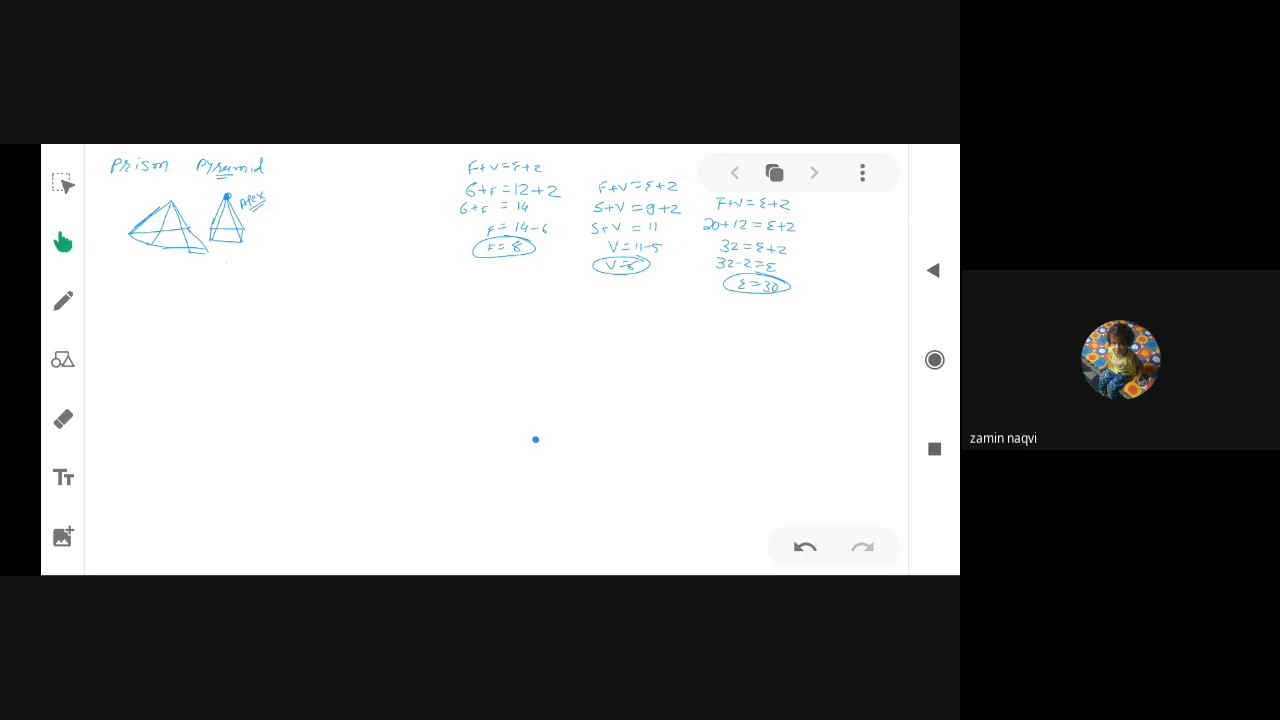 Prism Pyramid
Apex
F+V=E+2
6+F=12+2
6+F=14
F=14-6
F=8
F+V=E+2
5+V=9+2
5+V=11
V=11-5
V=6
F+V=E+2
20+12=E+2
32=E+2
32-2=E
E=30
TT
zamin naqvi